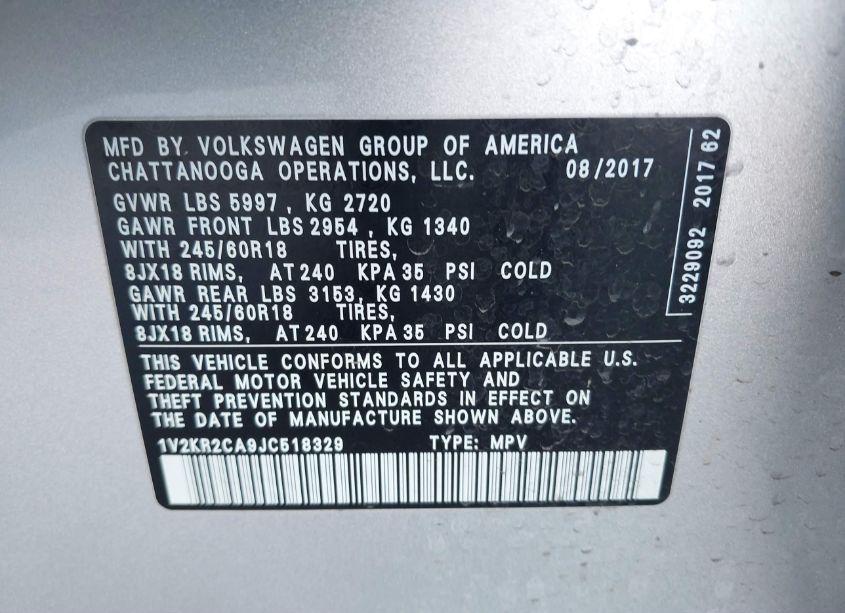 MFD BY. VOLKSWAGEN GROUP OF AMERICA
CHATTANOOGA OPERATIONS, LLC. 08/2017
GVWR LBS 5997 , KG 2720
GAWR FRONT LBS 2954 , KG 1340
WITH 245/60R18 TIRES,
8JX18 RIMS, AT 240 KPA 35 PSI COLD
GAWR REAR LBS 3153, KG 1430
WITH 245/60R18 TIRES,
8JX18 RIMS, AT 240 KPA 35 PSI COLD
THIS VEHICLE CONFORMS TO ALL APPLICABLE U.S.
FEDERAL MOTOR VEHICLE SAFETY AND
THEFT PREVENTION STANDARDS IN EFFECT ON
THE DATE OF MANUFACTURE SHOWN ABOVE.
1V2KR2CA9JC518329 TYPE: MPV
3229092 2017 62